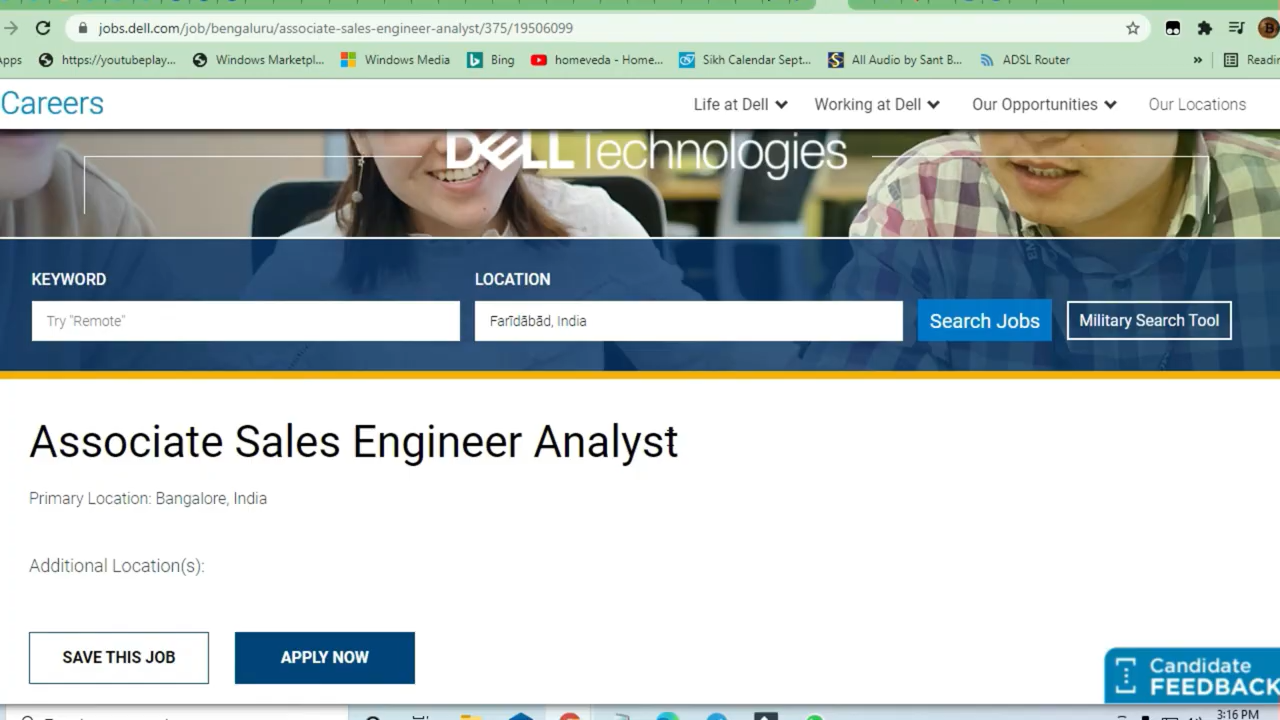 jobs.dell.com/job/bengaluru/associate-sales-engineer-analyst/375/19506099
Apps https://youtubeplay... Windows Marketpl... Windows Media Bing homeveda - Home... Sikh Calendar Sept... All Audio by Sant B... ADSL Router » Readin
Careers Life at Dell Working at Dell Our Opportunities Our Locations
DELL Technologies
KEYWORD LOCATION
Try "Remote" Farīdābād, India Search Jobs Military Search Tool
Associate Sales Engineer Analyst
Primary Location: Bangalore, India
Additional Location(s):
SAVE THIS JOB APPLY NOW
Candidate
FEEDBACK
3:16 PM